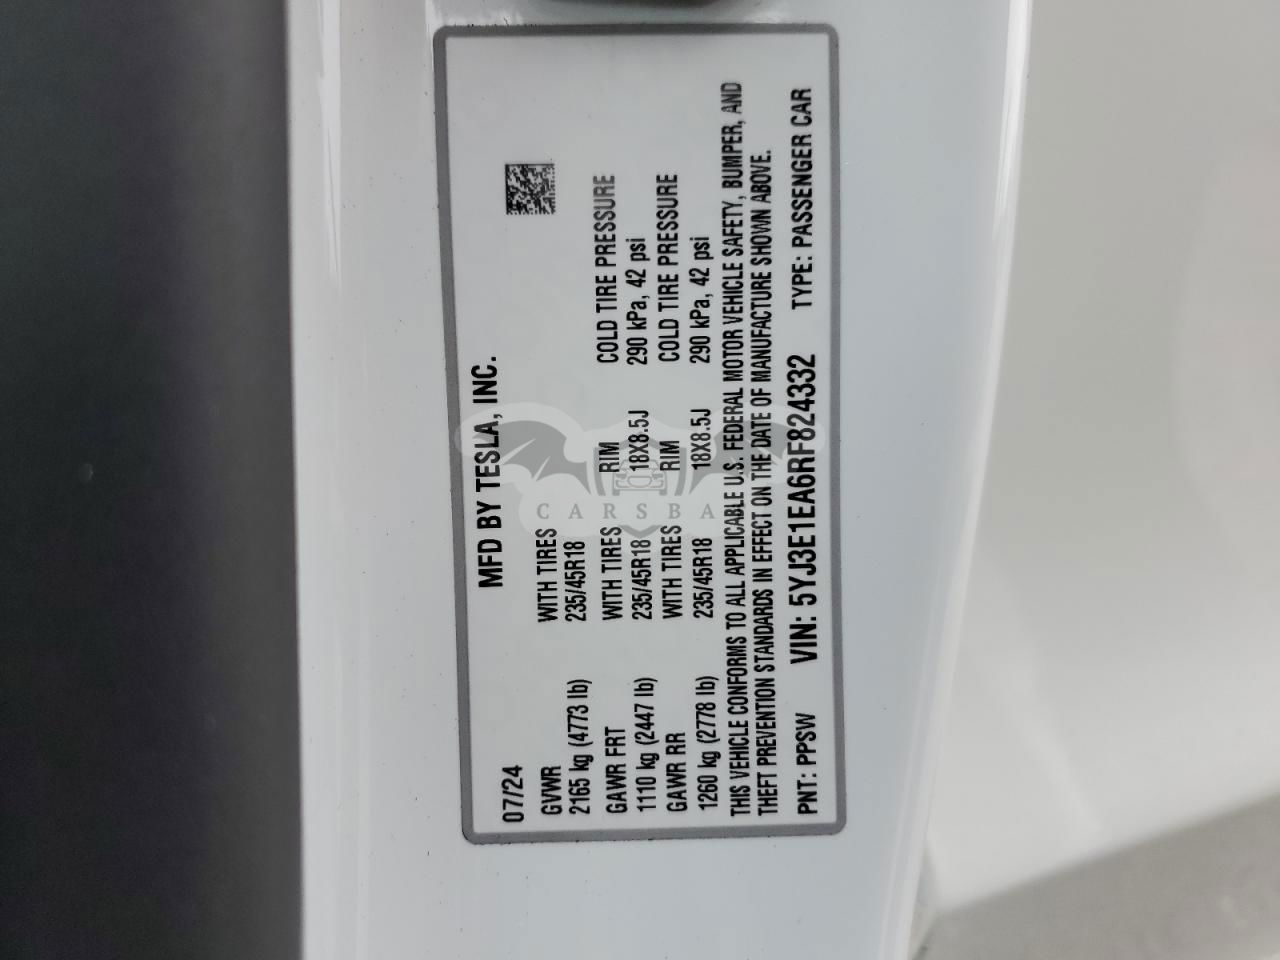 MFD BY TESLA, INC.
07/24
GVWR WITH TIRES
2165 kg (4773 lb) 235/45R18
GAWR FRT WITH TIRES RIM COLD TIRE PRESSURE
1110 kg (2447 lb) 235/45R18 18X8.5J 290 kPa, 42 psi
GAWR RR WITH TIRES RIM COLD TIRE PRESSURE
1260 kg (2778 lb) 235/45R18 18X8.5J 290 kPa, 42 psi
THIS VEHICLE CONFORMS TO ALL APPLICABLE U.S. FEDERAL MOTOR VEHICLE SAFETY, BUMPER, AND
THEFT PREVENTION STANDARDS IN EFFECT ON THE DATE OF MANUFACTURE SHOWN ABOVE.
PNT: PPSW VIN: 5YJ3E1EA6RF824332 TYPE: PASSENGER CAR
CARSBA